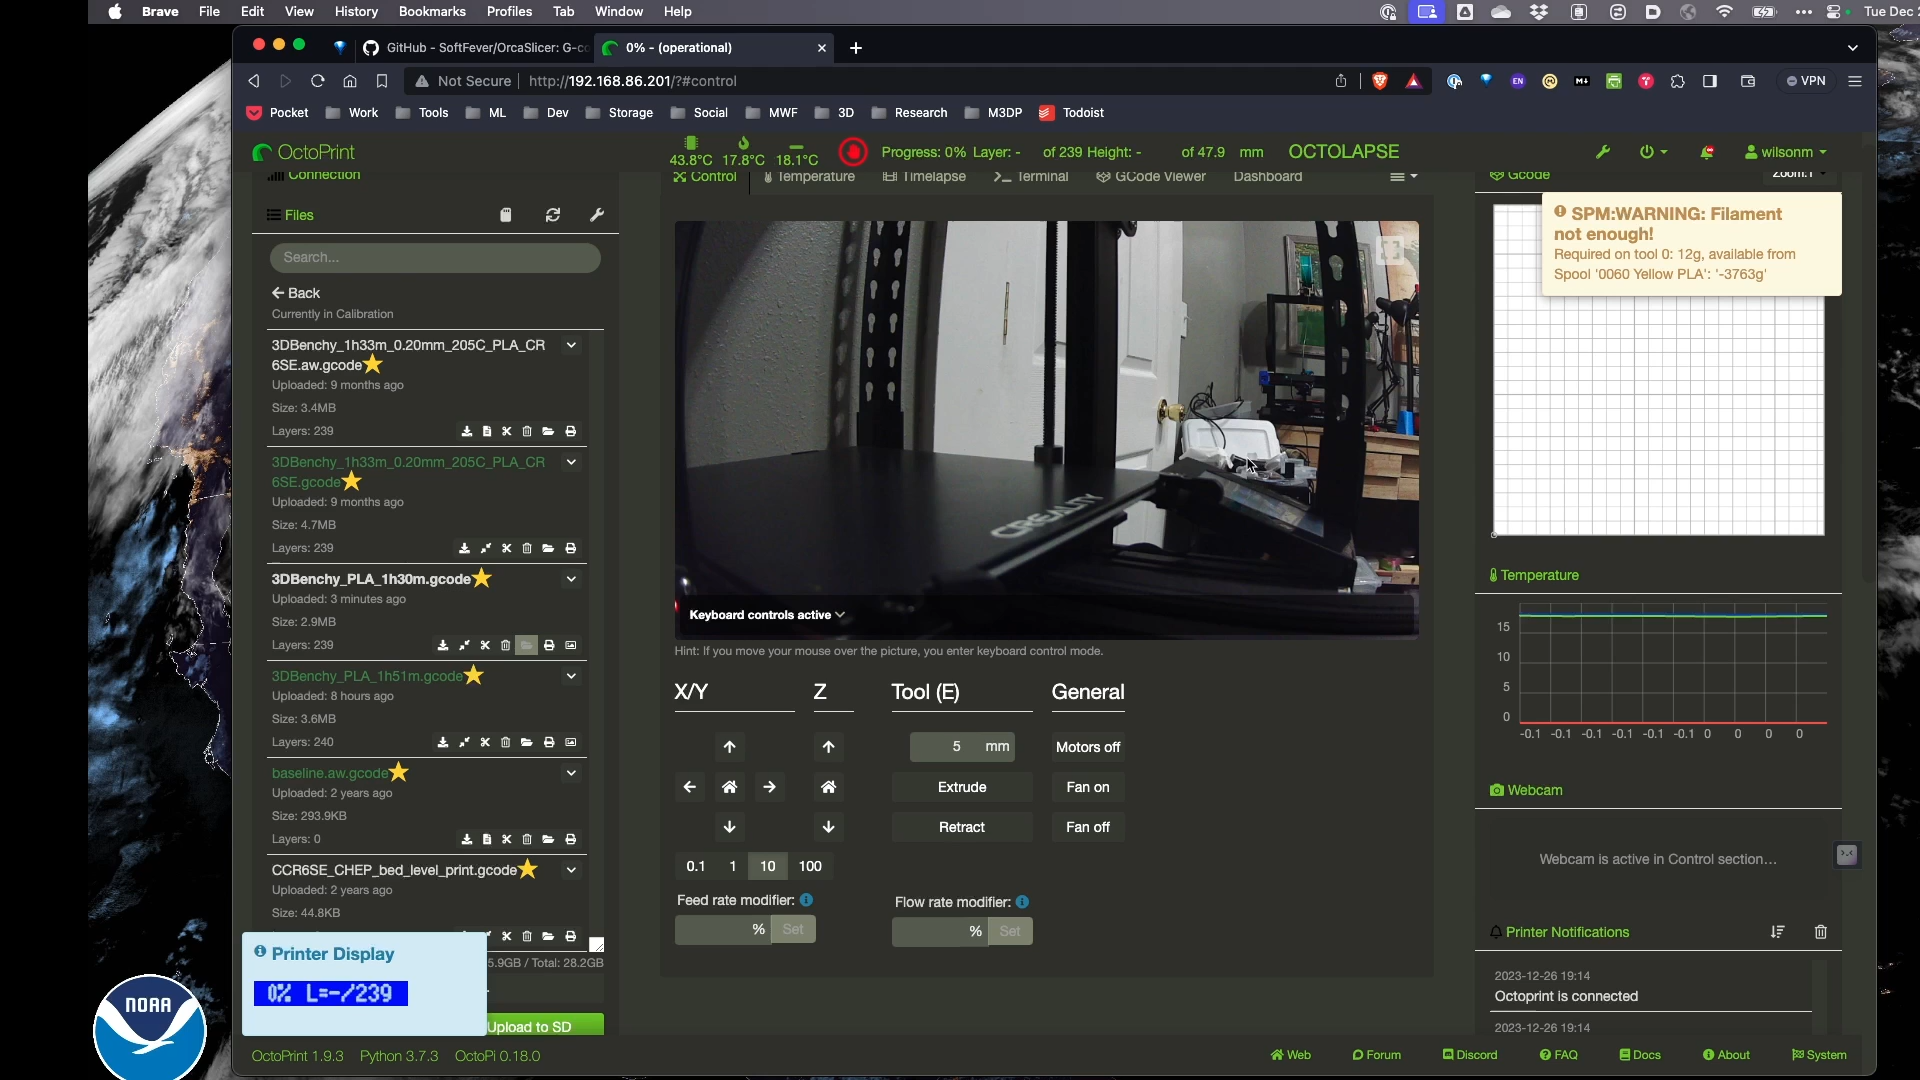 Brave File Edit View History Bookmarks Profiles Tab Window Help
Tue Dec
GitHub - SoftFever/OrcaSlicer: G-co
0% - (operational)
Not Secure http://192.168.86.201/?#control
VPN
Pocket Work Tools ML Dev Storage Social MWF 3D Research M3DP Todoist
OctoPrint
43.8°C 17.8°C 18.1°C
Progress: 0% Layer: - of 239 Height: - of 47.9 mm
OCTOLAPSE
wilsonm
Connection
Files
Search...
Back
Currently in Calibration
3DBenchy_1h33m_0.20mm_205C_PLA_CR
6SE.aw.gcode
Uploaded: 9 months ago
Size: 3.4MB
Layers: 239
3DBenchy_1h33m_0.20mm_205C_PLA_CR
6SE.gcode
Uploaded: 9 months ago
Size: 4.7MB
Layers: 239
3DBenchy_PLA_1h30m.gcode
Uploaded: 3 minutes ago
Size: 2.9MB
Layers: 239
3DBenchy_PLA_1h51m.gcode
Uploaded: 8 hours ago
Size: 3.6MB
Layers: 240
baseline.aw.gcode
Uploaded: 2 years ago
Size: 293.9KB
Layers: 0
CCR6SE_CHEP_bed_level_print.gcode
Uploaded: 2 years ago
Size: 44.8KB
5.9GB / Total: 28.2GB
Upload to SD
Printer Display
0% L=-/239
NOAA
Control Temperature Timelapse Terminal GCode Viewer Dashboard
CREALITY
Keyboard controls active
Hint: If you move your mouse over the picture, you enter keyboard control mode.
X/Y Z Tool (E) General
5 mm
Motors off
Extrude
Fan on
Retract
Fan off
0.1 1 10 100
Feed rate modifier:
% Set
Flow rate modifier:
% Set
Gcode
Zoom:1
SPM:WARNING: Filament
not enough!
Required on tool 0: 12g, available from
Spool '0060 Yellow PLA': '-3763g'
Temperature
15
10
5
0
-0.1 -0.1 -0.1 -0.1 -0.1 -0.1 0 0 0 0
Webcam
Webcam is active in Control section...
Printer Notifications
2023-12-26 19:14
Octoprint is connected
2023-12-26 19:14
OctoPrint 1.9.3 Python 3.7.3 OctoPi 0.18.0
Web Forum Discord FAQ Docs About System